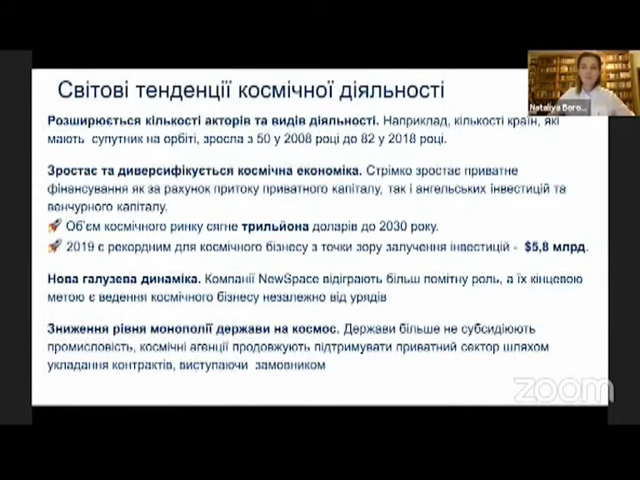 Світові тенденції космічної діяльності
Розширюється кількості акторів та видів діяльності. Наприклад, кількості країн, які
мають супутник на орбіті, зросла з 50 у 2008 році до 82 у 2018 році.
Зростає та диверсифікується космічна економіка. Стрімко зростає приватне
фінансування як за рахунок притоку приватного капіталу, так і ангельських інвестицій та
венчурного капіталу.
🚀 Об'єм космічного ринку сягне трильйона доларів до 2030 року.
🚀 2019 є рекордним для космічного бізнесу з точки зору залучення інвестицій - $5,8 млрд.
Нова галузева динаміка. Компанії NewSpace відіграють більш помітну роль, а їх кінцевою
метою є ведення космічного бізнесу незалежно від урядів
Зниження рівня монополії держави на космос. Держави більше не субсидіюють
промисловість, космічні агенції продовжують підтримувати приватний сектор шляхом
укладання контрактів, виступаючи замовником
Nataliya Boro...
zoom